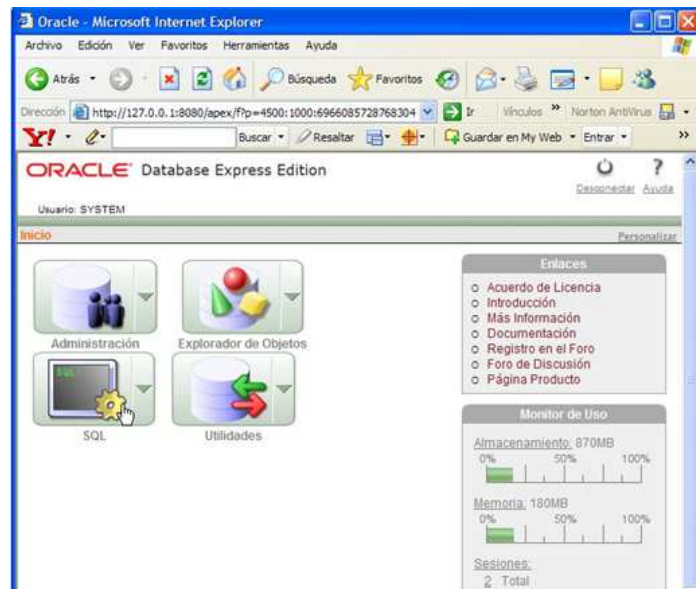 Oracle - Microsoft Internet Explorer
Archivo Edición Ver Favoritos Herramientas Ayuda
Atrás Búsqueda Favoritos
Dirección http://127.0.0.1:8080/apex/f?p=4500:1000:6966085728768304 Ir Vínculos » Norton AntiVirus
Y! Buscar Resaltar Guardar en My Web Entrar »
ORACLE Database Express Edition
Desconectar Ayuda
Usuario: SYSTEM
Inicio Personalizar
Administración Explorador de Objetos
SQL Utilidades
Enlaces
Acuerdo de Licencia
Introducción
Más Información
Documentación
Registro en el Foro
Foro de Discusión
Página Producto
Monitor de Uso
Almacenamiento: 870MB
0% 50% 100%
Memoria: 180MB
0% 50% 100%
Sesiones:
2 Total